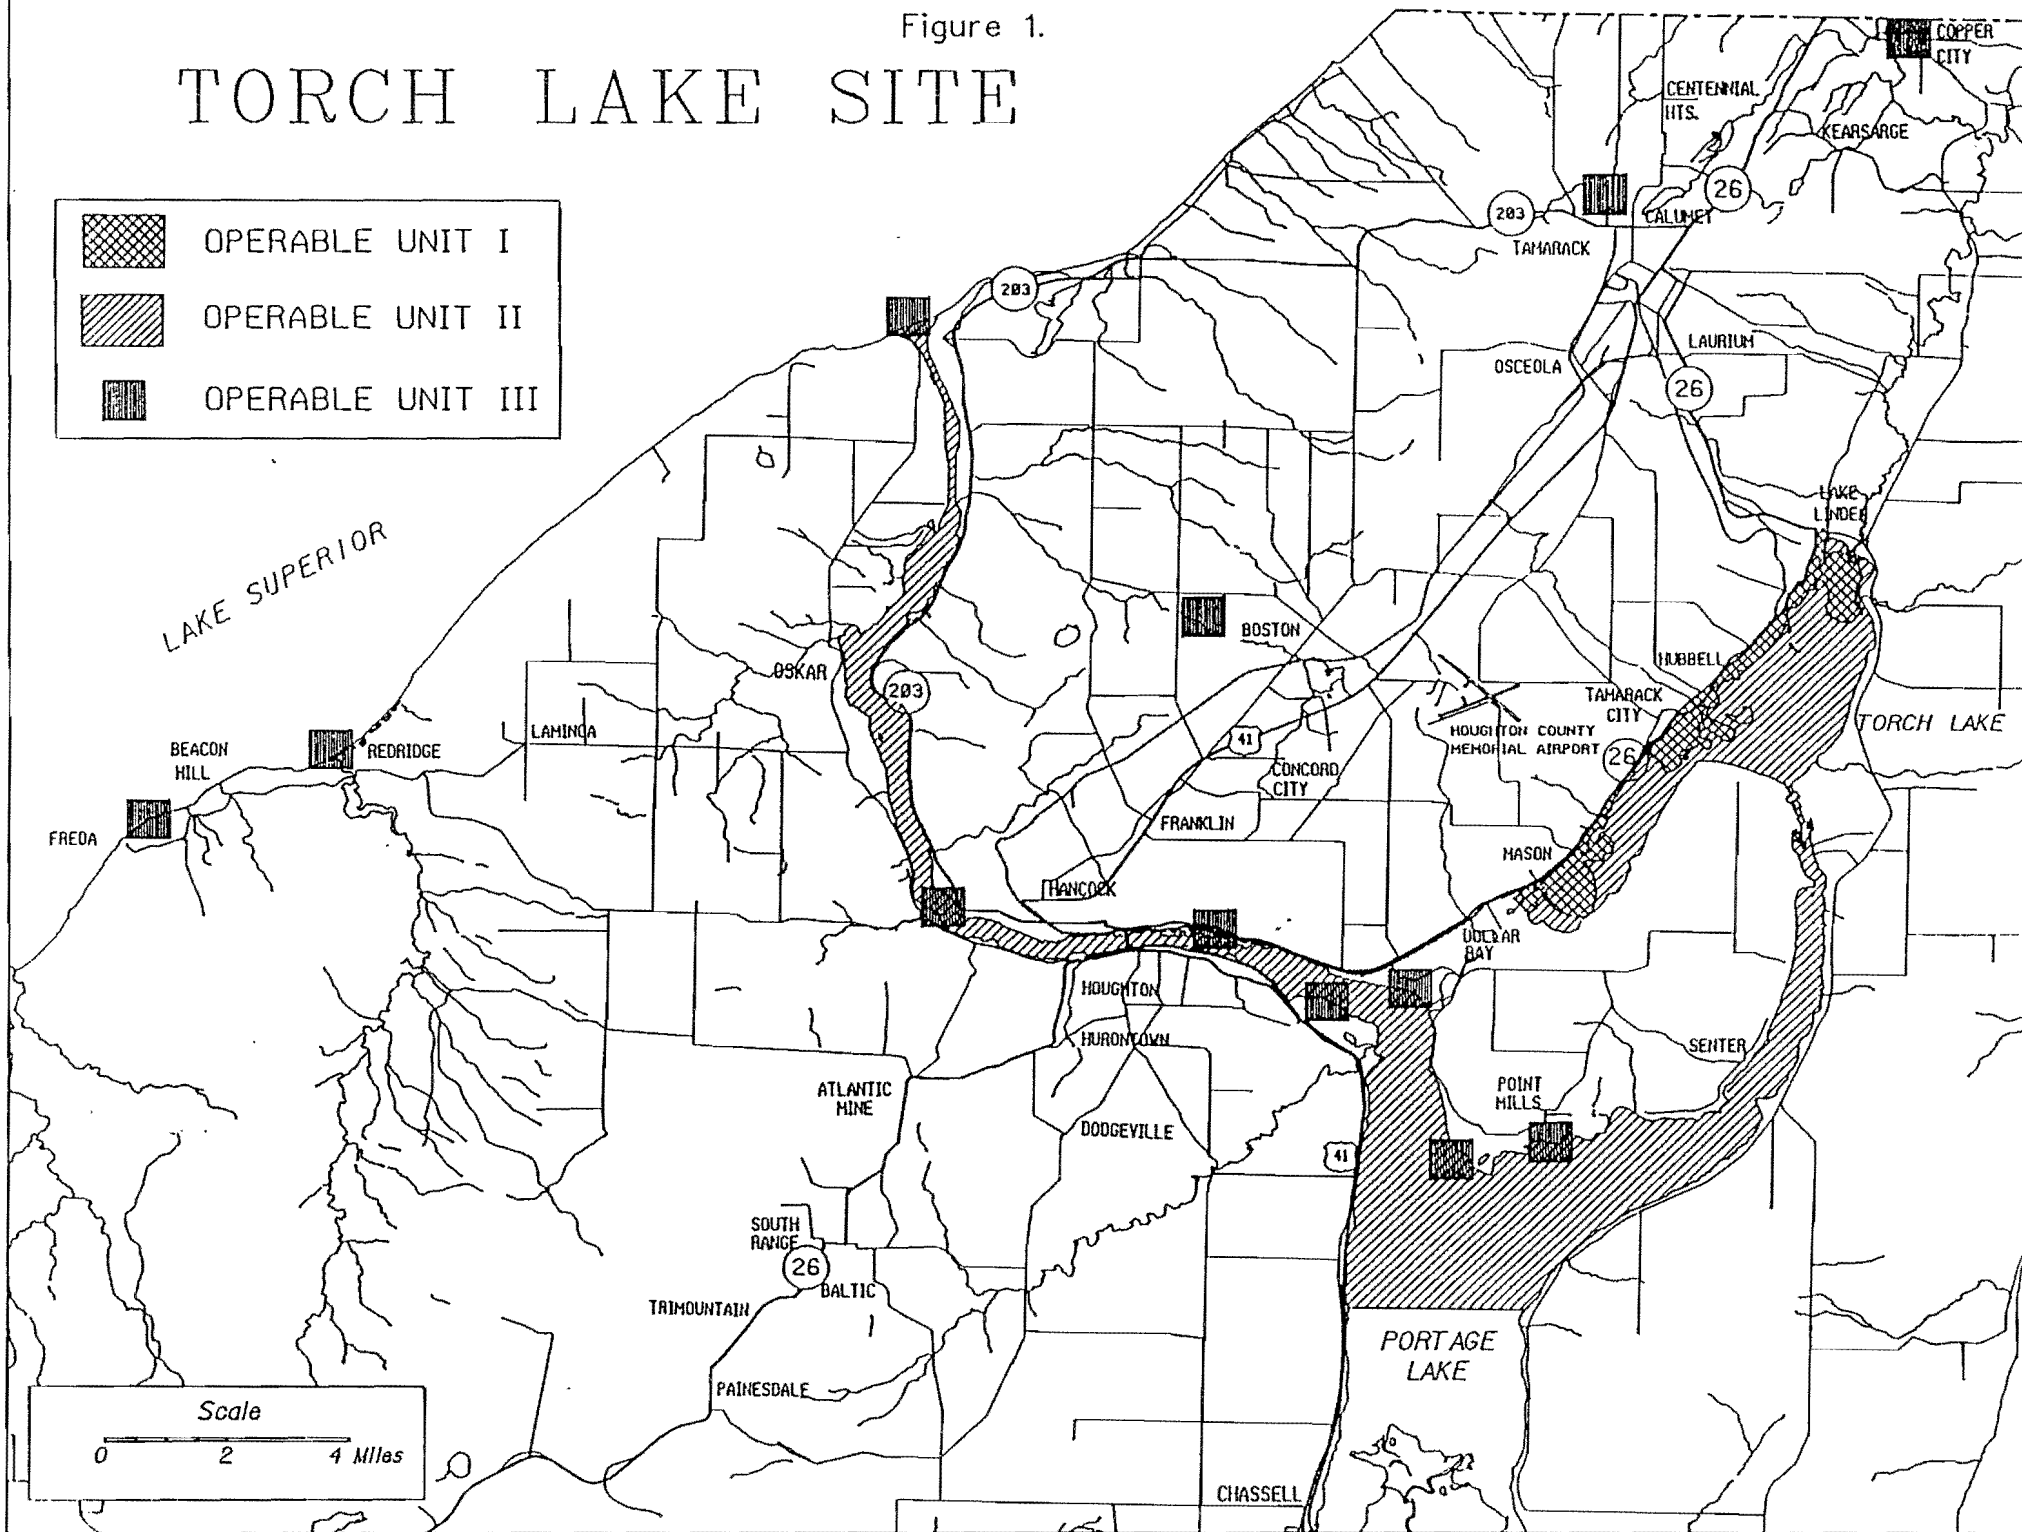 Figure 1.
TORCH LAKE SITE
OPERABLE UNIT I
OPERABLE UNIT II
OPERABLE UNIT III
COPPER
CITY
CENTENNIAL
HTS.
KEARSARGE
26
203
CALUMET
TAMARACK
203
LAURIUM
OSCEOLA
26
LAKE
LINDEN
LAKE SUPERIOR
BOSTON
HUBBELL
OSKAR
203
TAMARACK
CITY
TORCH LAKE
HOUGHTON COUNTY
MEMORIAL AIRPORT
26
LAMINGA
41
BEACON
HILL
REDRIDGE
CONCORD
CITY
FREDA
FRANKLIN
MASON
HANCOCK
DOLLAR
BAY
HOUGHTON
HURONTOWN
SENTER
ATLANTIC
MINE
POINT
MILLS
DODGEVILLE
41
SOUTH
RANGE
26
BALTIC
TRIMOUNTAIN
PORTAGE
LAKE
PAINESDALE
Scale
0 2 4 Miles
CHASSELL